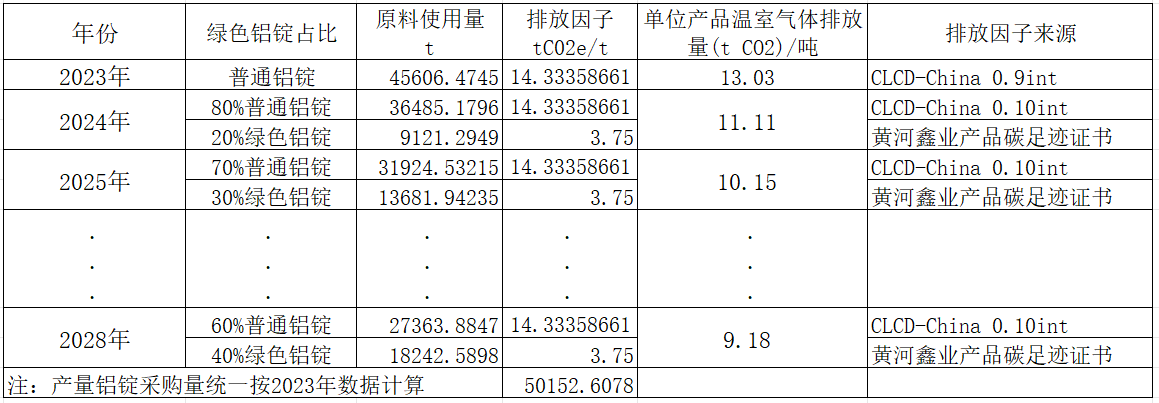 年份 绿色铝锭占比 原料使用量 t 排放因子 tCO2e/t 单位产品温室气体排放量(t CO2)/吨 排放因子来源
2023年 普通铝锭 45606.4745 14.33358661 13.03 CLCD-China 0.9int
2024年 80%普通铝锭 36485.1796 14.33358661 11.11 CLCD-China 0.10int
20%绿色铝锭 9121.2949 3.75 黄河鑫业产品碳足迹证书
2025年 70%普通铝锭 31924.53215 14.33358661 10.15 CLCD-China 0.10int
30%绿色铝锭 13681.94235 3.75 黄河鑫业产品碳足迹证书
. . . . .
. . . . .
. . . . .
2028年 60%普通铝锭 27363.8847 14.33358661 9.18 CLCD-China 0.10int
40%绿色铝锭 18242.5898 3.75 黄河鑫业产品碳足迹证书
注：产量铝锭采购量统一按2023年数据计算 50152.6078